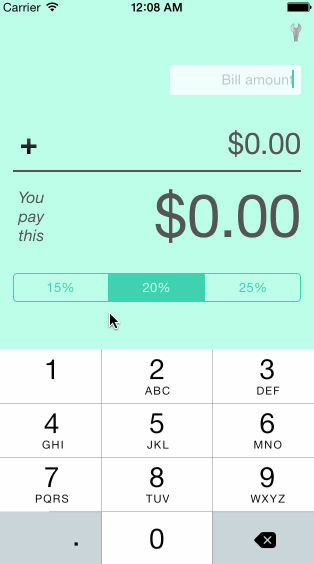 Carrier 12:08 AM
Bill amount
+ $0.00
You pay this $0.00
15% 20% 25%
1 2 3
ABC DEF
4 5 6
GHI JKL MNO
7 8 9
PQRS TUV WXYZ
. 0